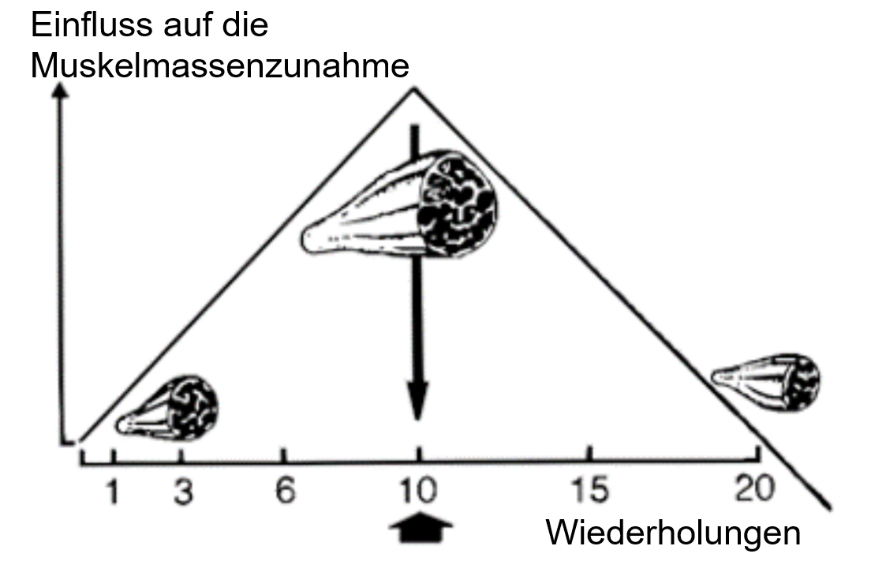 Einfluss auf die
Muskelmassenzunahme
1 3 6 10 15 20
Wiederholungen